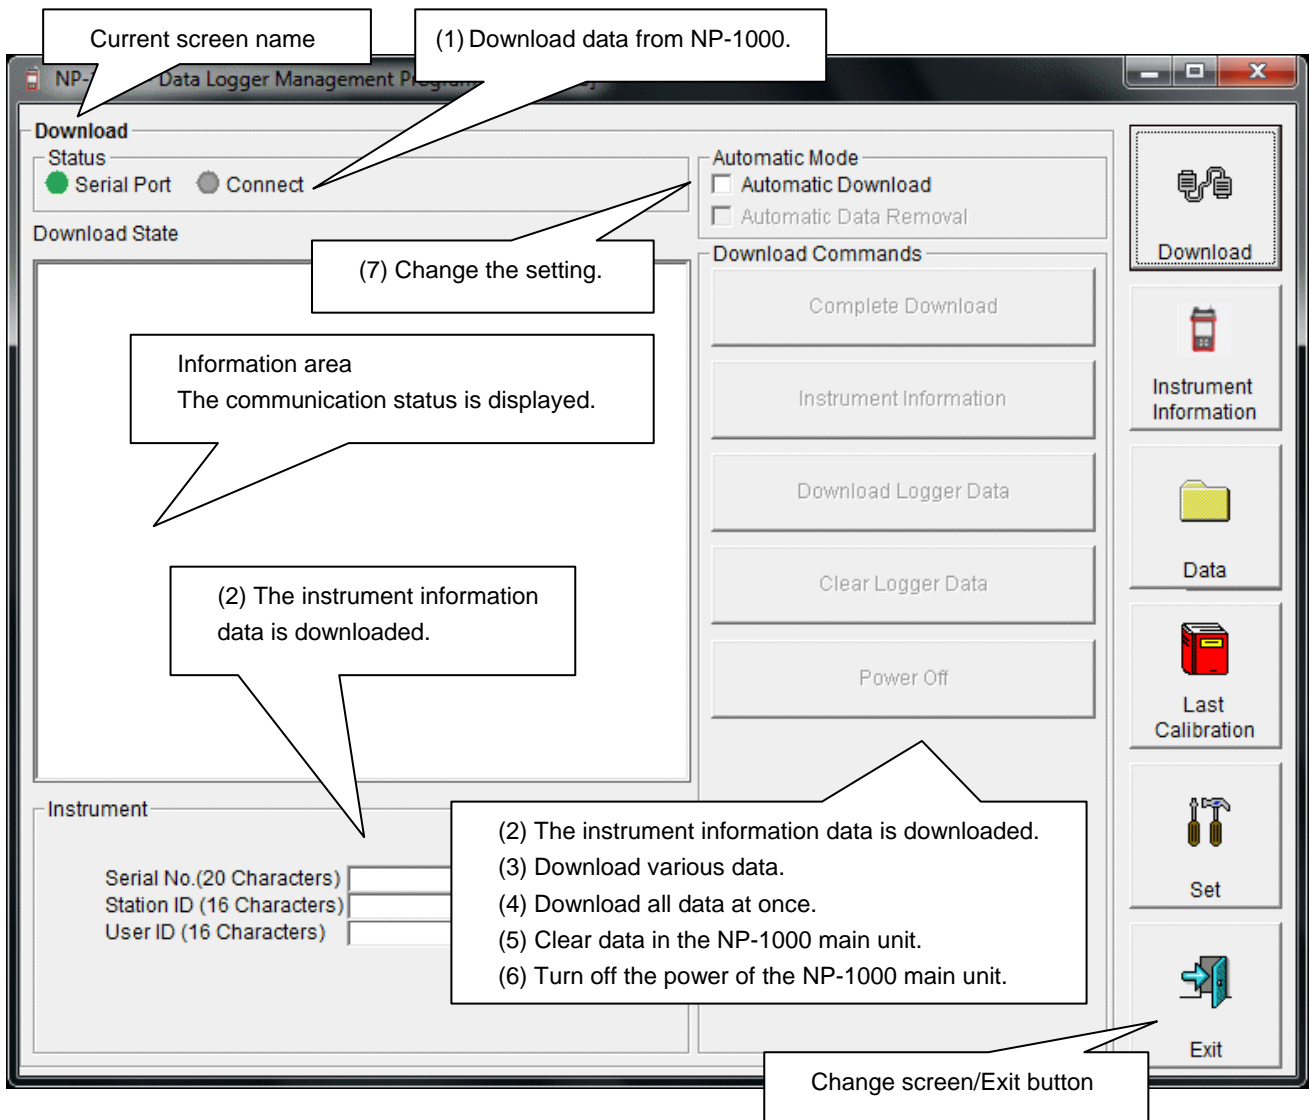 Current screen name
(1) Download data from NP-1000.
NP-
Data Logger Management
Download
Status
Serial Port
Connect
Automatic Mode
Automatic Download
Automatic Data Removal
Download State
(7) Change the setting.
Download Commands
Complete Download
Instrument Information
Download Logger Data
Clear Logger Data
Power Off
Information area
The communication status is displayed.
(2) The instrument information
data is downloaded.
Instrument
Serial No.(20 Characters)
Station ID (16 Characters)
User ID (16 Characters)
(2) The instrument information data is downloaded.
(3) Download various data.
(4) Download all data at once.
(5) Clear data in the NP-1000 main unit.
(6) Turn off the power of the NP-1000 main unit.
Download
Instrument
Information
Data
Last
Calibration
Set
Exit
Change screen/Exit button